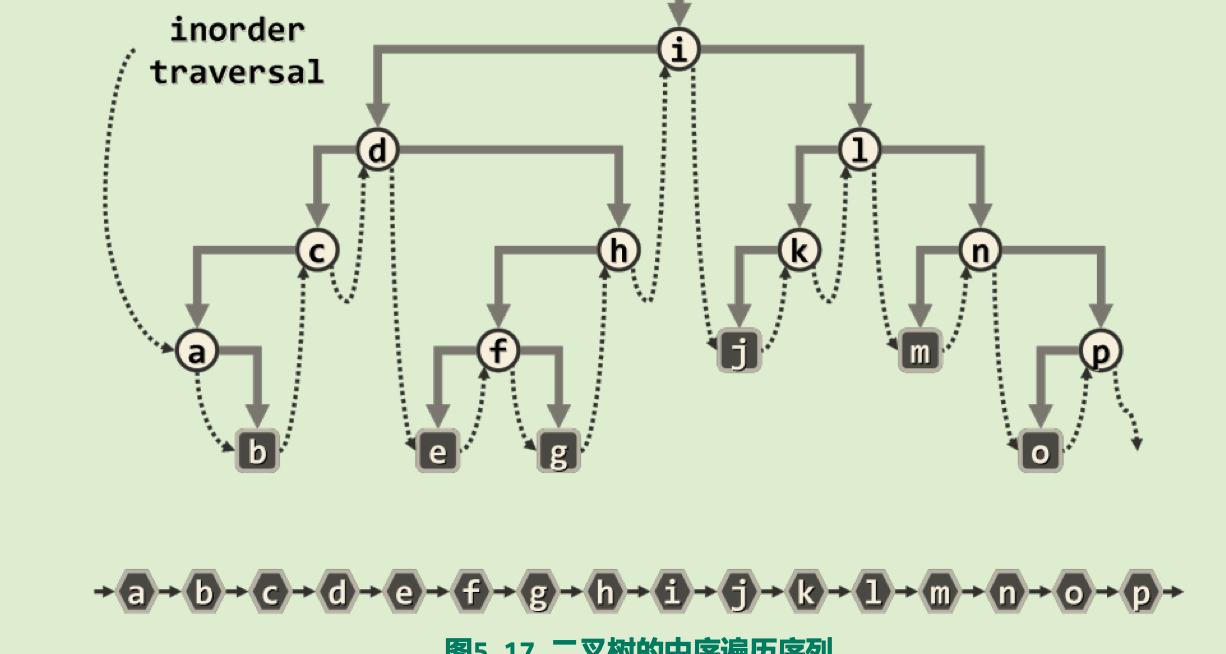 inorder
traversal
i
d
l
c
h
k
n
a
f
j
m
p
b
e
g
o
a b c d e f g h i j k l m n o p
图5.17 二叉树的中序遍历序列